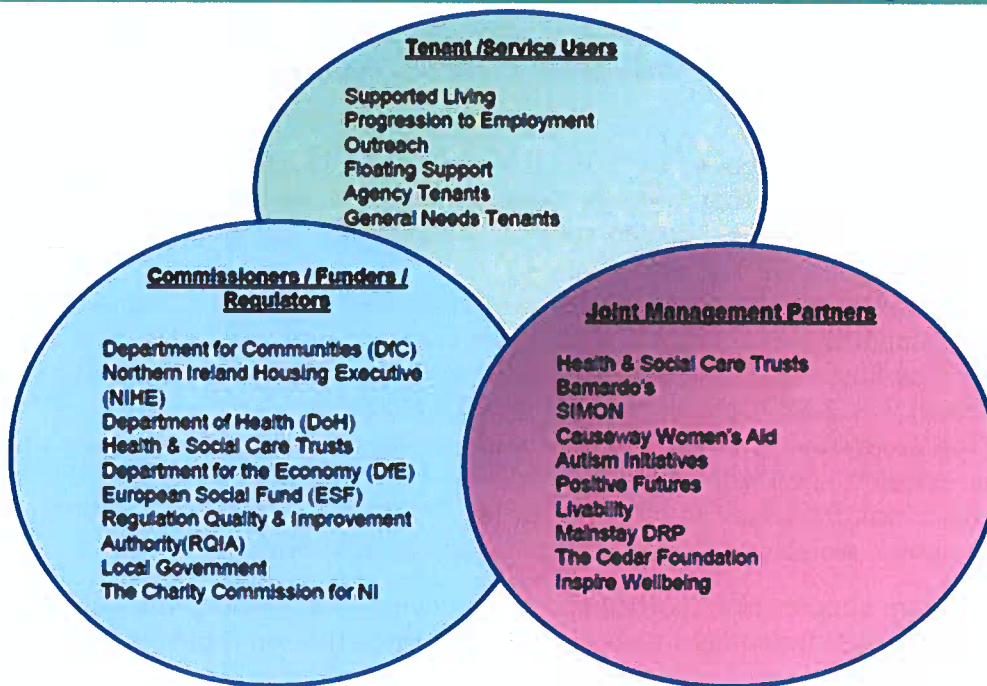 Tenant /Service Users
Supported Living
Progression to Employment
Outreach
Floating Support
Agency Tenants
General Needs Tenants
Commissioners / Funders /
Regulators
Department for Communities (DfC)
Northern Ireland Housing Executive
(NIHE)
Department of Health (DoH)
Health & Social Care Trusts
Department for the Economy (DfE)
European Social Fund (ESF)
Regulation Quality & Improvement
Authority(RQIA)
Local Government
The Charity Commission for NI
Joint Management Partners
Health & Social Care Trusts
Barnardo's
SIMON
Causeway Women's Aid
Autism Initiatives
Positive Futures
Livability
Mainstay DRP
The Cedar Foundation
Inspire Wellbeing